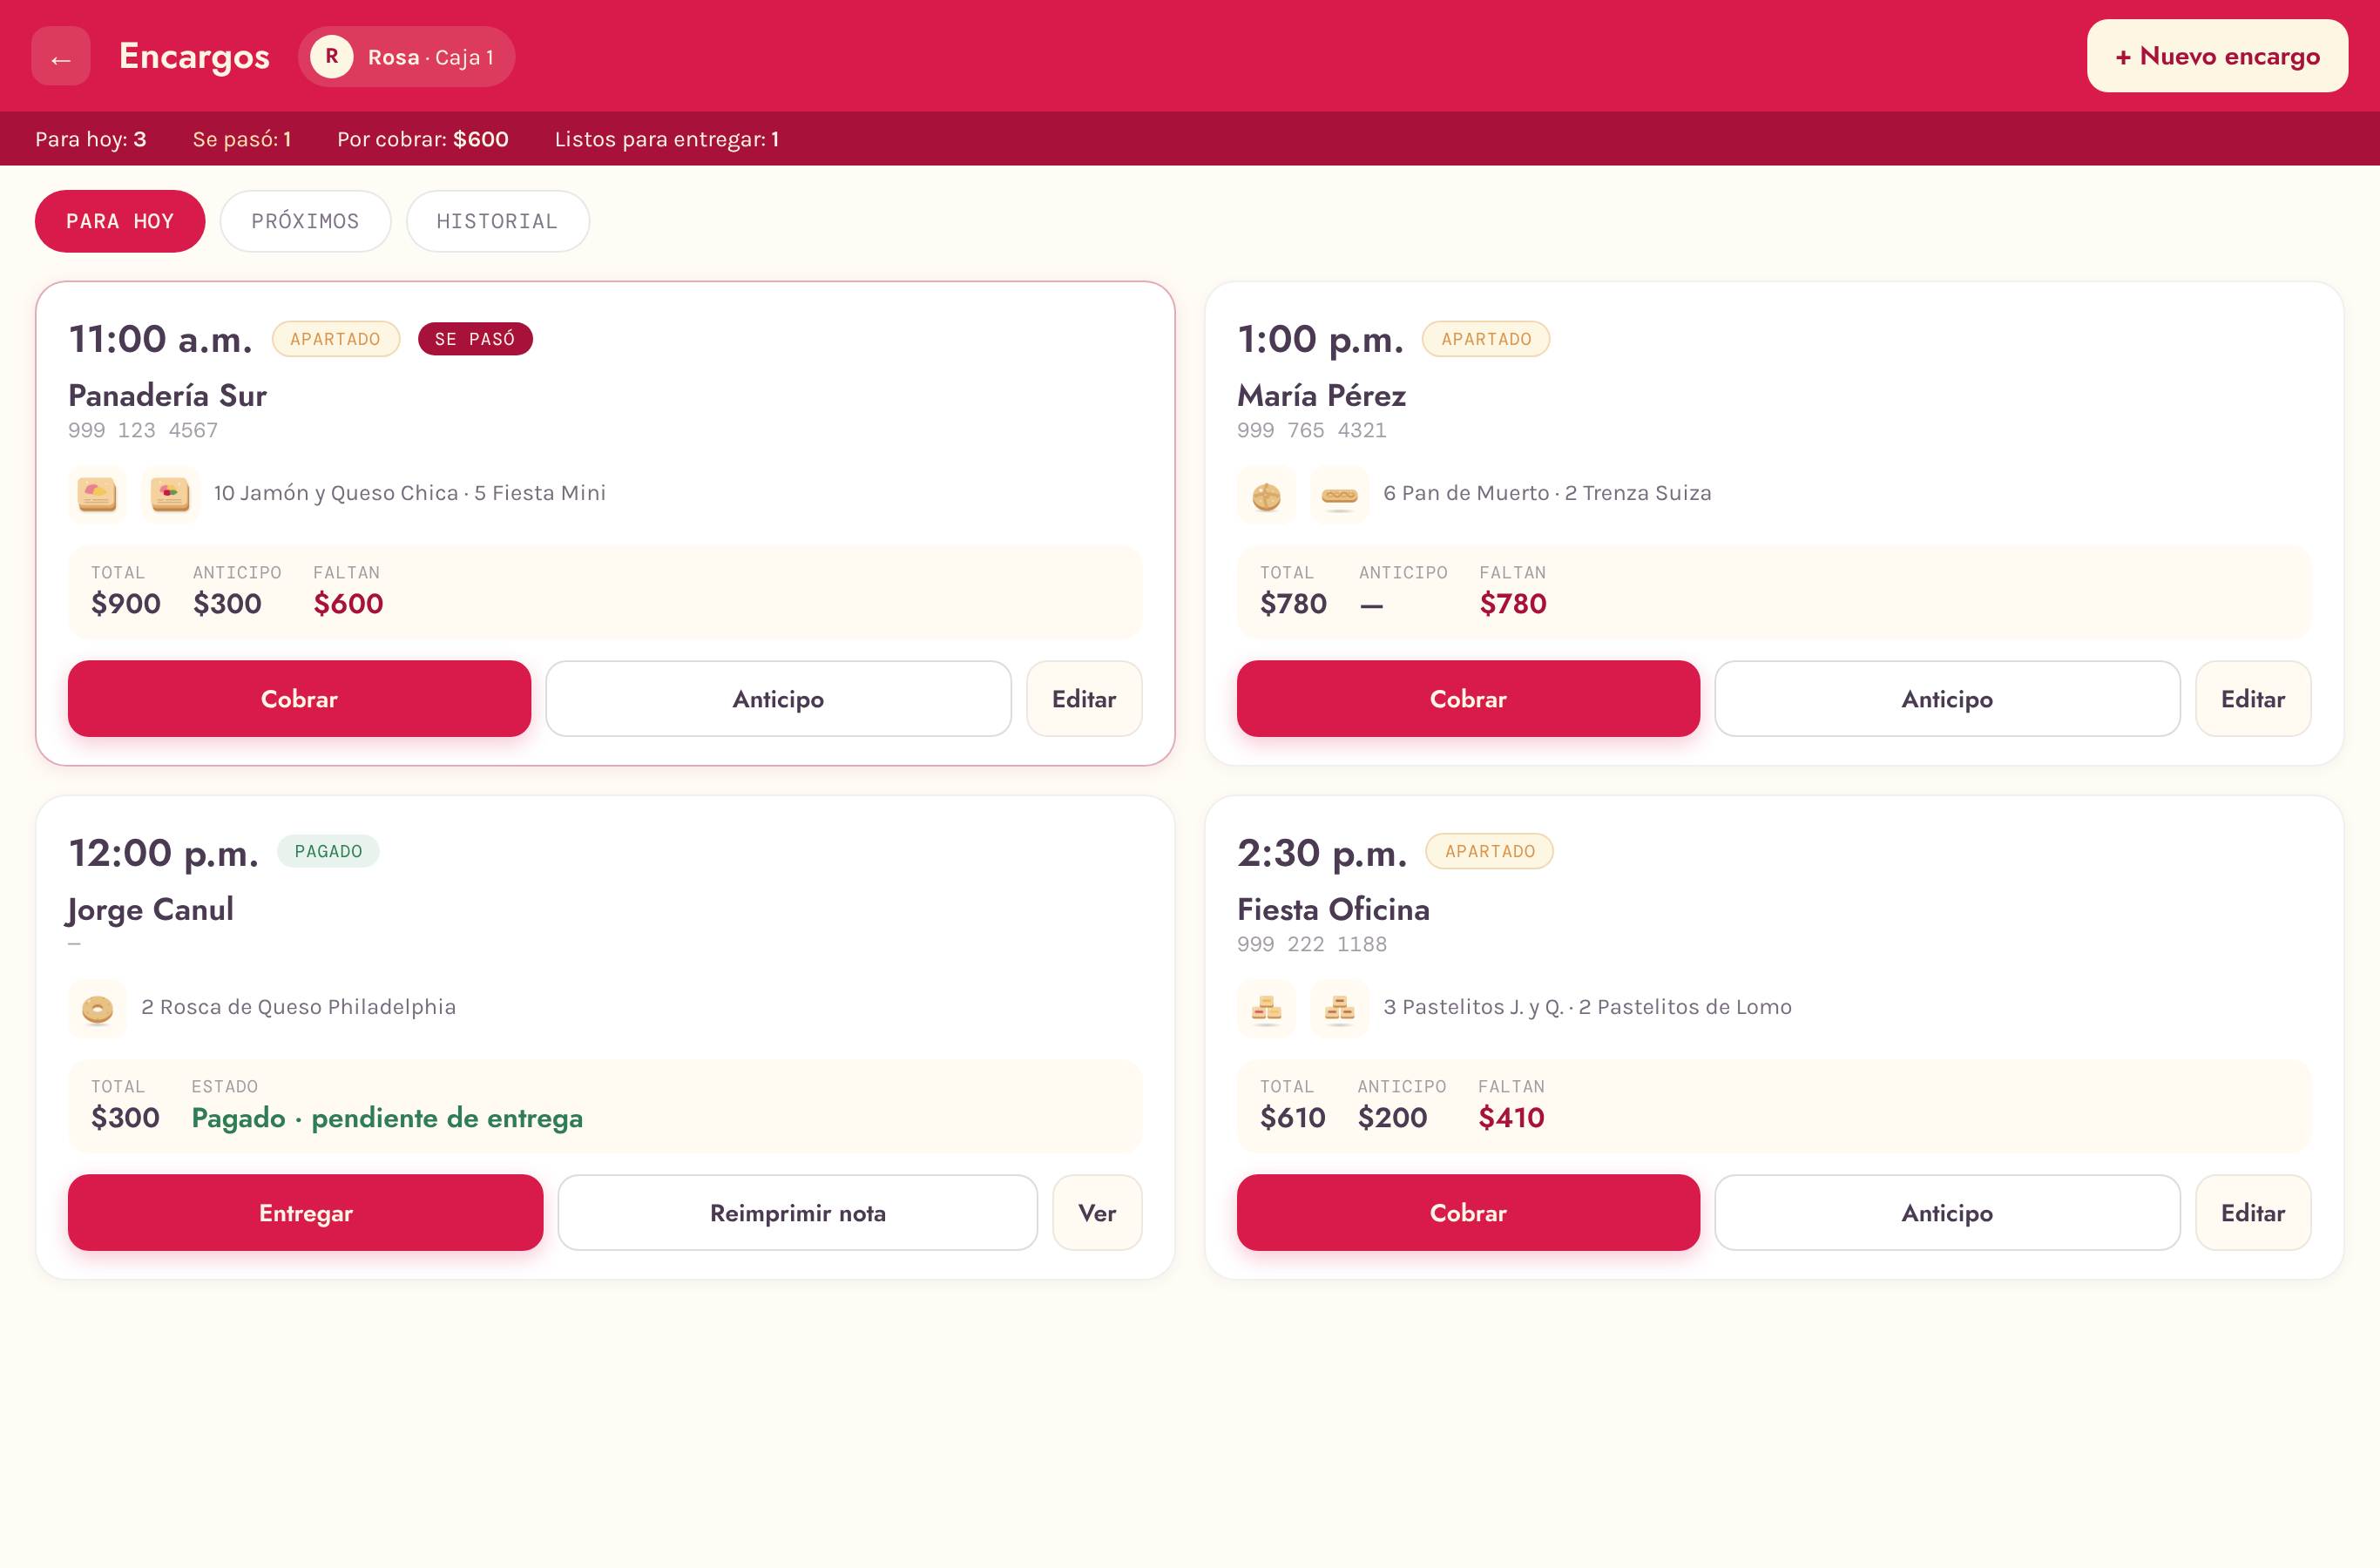 ←
Encargos
R
Rosa · Caja 1
+ Nuevo encargo
Para hoy: 3
Se pasó: 1
Por cobrar: $600
Listos para entregar: 1
PARA HOY
PRÓXIMOS
HISTORIAL
11:00 a.m.
APARTADO
SE PASÓ
Panadería Sur
999 123 4567
10 Jamón y Queso Chica · 5 Fiesta Mini
TOTAL
ANTICIPO
FALTAN
$900
$300
$600
Cobrar
Anticipo
Editar
1:00 p.m.
APARTADO
María Pérez
999 765 4321
6 Pan de Muerto · 2 Trenza Suiza
TOTAL
ANTICIPO
FALTAN
$780
—
$780
Cobrar
Anticipo
Editar
12:00 p.m.
PAGADO
Jorge Canul
—
2 Rosca de Queso Philadelphia
TOTAL
ESTADO
$300
Pagado · pendiente de entrega
Entregar
Reimprimir nota
Ver
2:30 p.m.
APARTADO
Fiesta Oficina
999 222 1188
3 Pastelitos J. y Q. · 2 Pastelitos de Lomo
TOTAL
ANTICIPO
FALTAN
$610
$200
$410
Cobrar
Anticipo
Editar